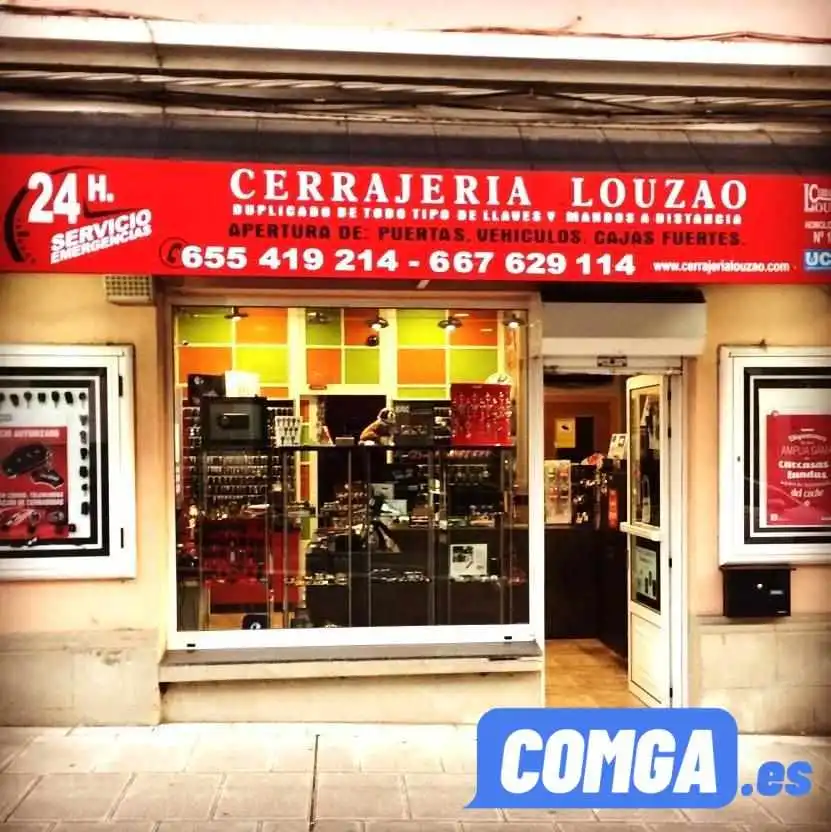 24 H.
SERVICIO
EMERGENCIAS
CERRAJERIA LOUZAO
DUPLICADO DE TODO TIPO DE LLAVES Y MANDOS A DISTANCIA
APERTURA DE: PUERTAS, VEHICULOS, CAJAS FUERTES.
655 419 214 - 667 629 114
www.cerrajerialouzao.com
UC
AMPLIA GAMA
Carcasas
del coche
COMGA.es